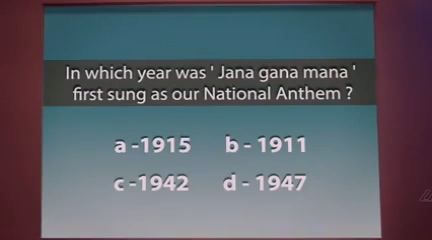 In which year was ' Jana gana mana '
first sung as our National Anthem ?
a -1915 b - 1911
c -1942 d - 1947